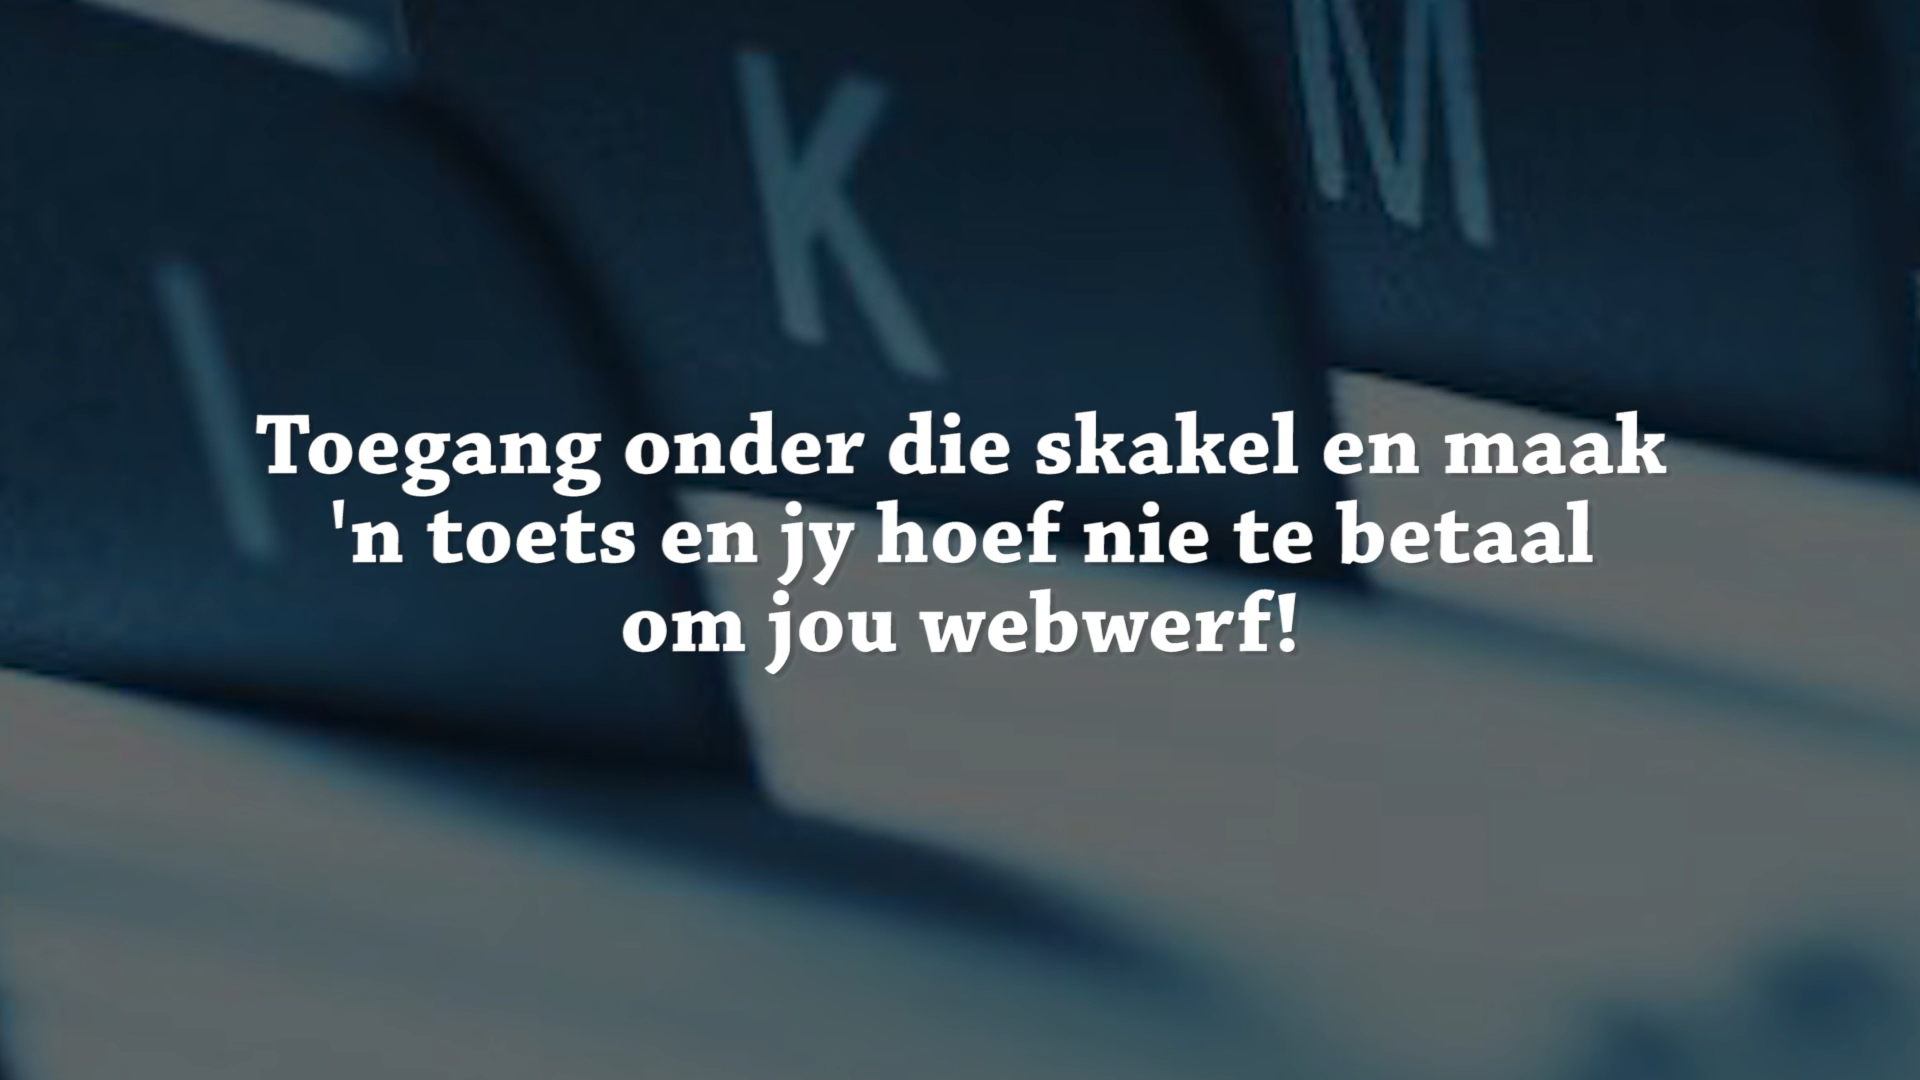 I
K
M
Toegang onder die skakel en maak
'n toets en jy hoef nie te betaal
om jou webwerf!